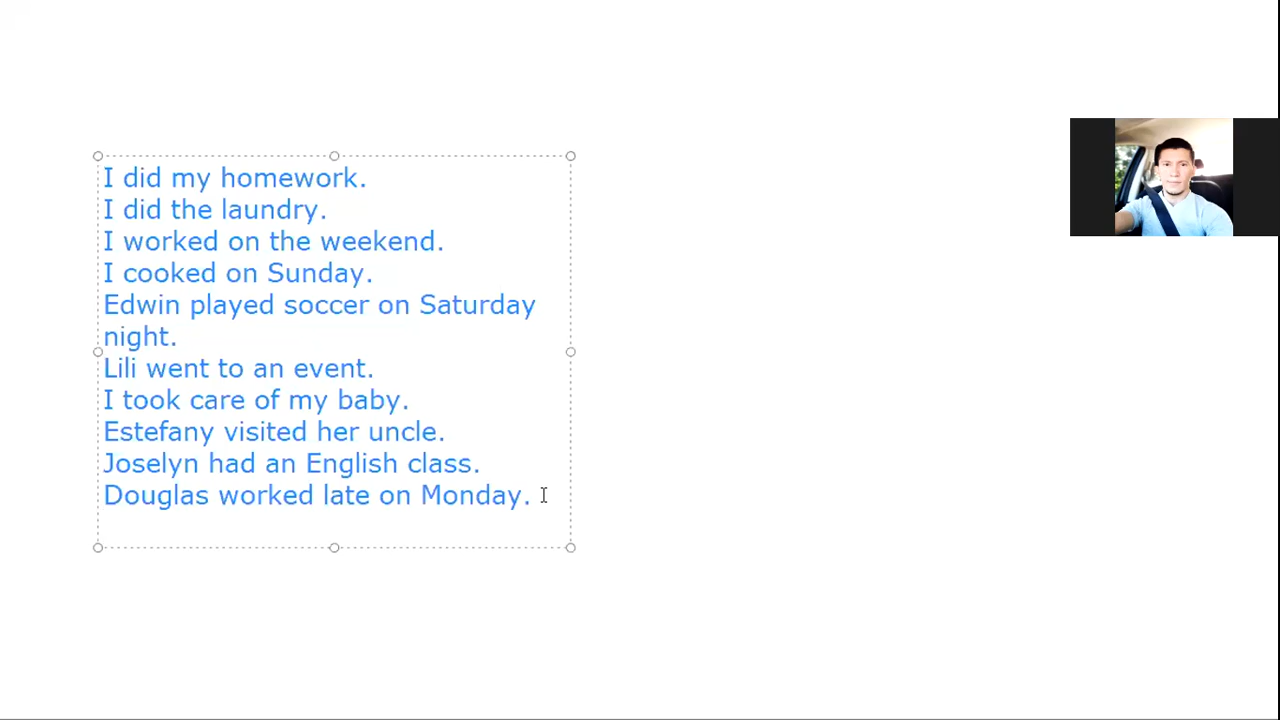 I did my homework.
I did the laundry.
I worked on the weekend.
I cooked on Sunday.
Edwin played soccer on Saturday
night.
Lili went to an event.
I took care of my baby.
Estefany visited her uncle.
Joselyn had an English class.
Douglas worked late on Monday.